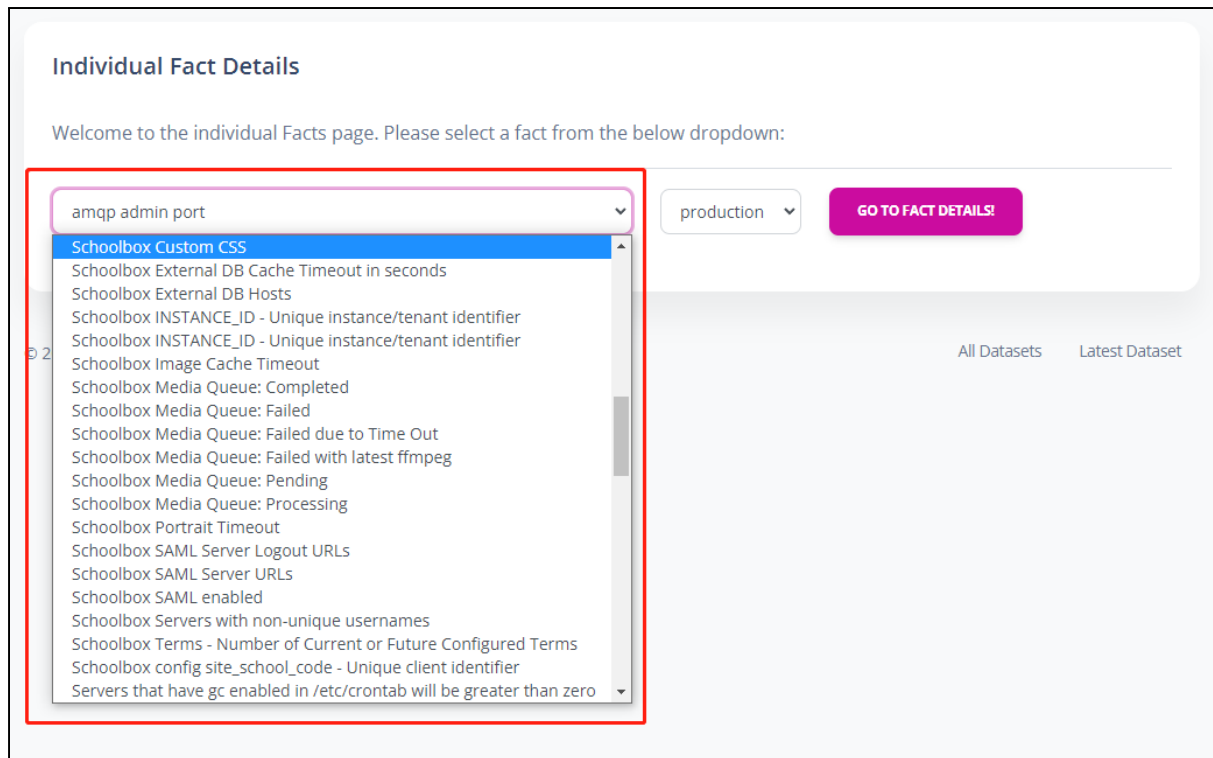 Individual Fact Details
Welcome to the individual Facts page. Please select a fact from the below dropdown:
amqp admin port
production
GO TO FACT DETAILS!
Schoolbox Custom CSS
Schoolbox External DB Cache Timeout in seconds
Schoolbox External DB Hosts
Schoolbox INSTANCE_ID - Unique instance/tenant identifier
Schoolbox INSTANCE_ID - Unique instance/tenant identifier
Schoolbox Image Cache Timeout
Schoolbox Media Queue: Completed
Schoolbox Media Queue: Failed
Schoolbox Media Queue: Failed due to Time Out
Schoolbox Media Queue: Failed with latest ffmpeg
Schoolbox Media Queue: Pending
Schoolbox Media Queue: Processing
Schoolbox Portrait Timeout
Schoolbox SAML Server Logout URLs
Schoolbox SAML Server URLs
Schoolbox SAML enabled
Schoolbox Servers with non-unique usernames
Schoolbox Terms - Number of Current or Future Configured Terms
Schoolbox config site_school_code - Unique client identifier
Servers that have gc enabled in /etc/crontab will be greater than zero
© 2
All Datasets
Latest Dataset